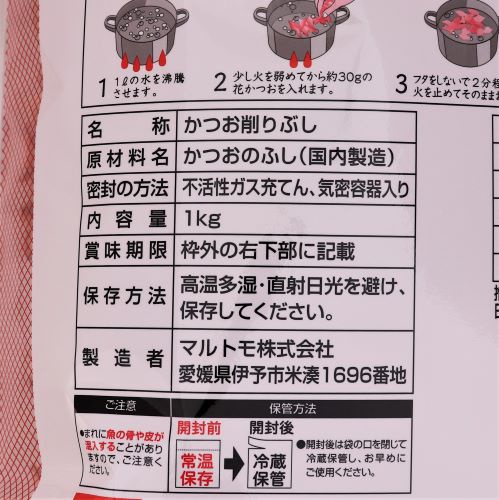 1 1ℓの水を沸騰
させます。
2 少し火を弱めてから約30gの
花かつおを入れます。
3 フタをしないで2分程
火を止めてそのまま
名称 かつお削りぶし
原材料名 かつおのふし(国内製造)
密封の方法 不活性ガス充てん、気密容器入り
内容量 1kg
賞味期限 枠外の右下部に記載
保存方法 高温多湿・直射日光を避け、
保存してください。
製造者 マルトモ株式会社
愛媛県伊予市米湊1696番地
ご注意
●まれに魚の骨や皮が
混入することがあり
ますので、ご注意く
ださい。
保管方法
開封前
常温
保存
開封後
冷蔵
保管
●開封後は袋の口を閉じて
冷蔵保管し、お早めに
ご使用ください。